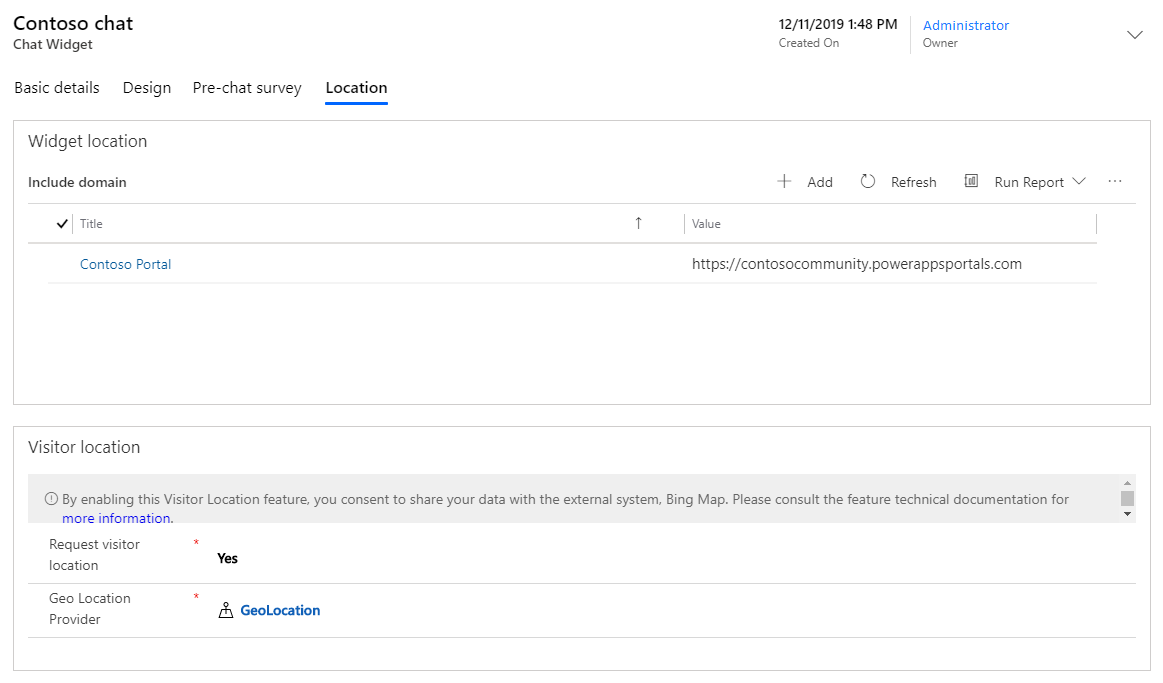 Contoso chat
Chat Widget
12/11/2019 1:48 PM
Created On
Administrator
Owner
Basic details
Design
Pre-chat survey
Location
Widget location
Include domain
Add
Refresh
Run Report
...
Title
Value
Contoso Portal
https://contosocommunity.powerappsportals.com
Visitor location
By enabling this Visitor Location feature, you consent to share your data with the external system, Bing Map. Please consult the feature technical documentation for
more information.
Request visitor
location
*
Yes
Geo Location
Provider
*
GeoLocation